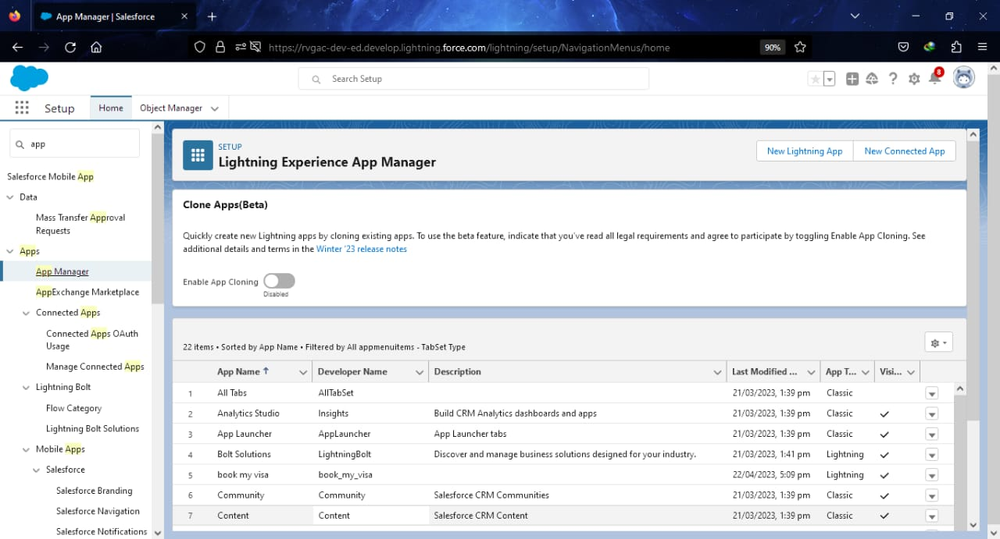 App Manager | Salesforce
https://rvgac-dev-ed.develop.lightning.force.com/lightning/setup/NavigationMenus/home
90%
Search Setup
8
Setup
Home
Object Manager
app
Salesforce Mobile App
Data
Mass Transfer Approval
Requests
Apps
App Manager
AppExchange Marketplace
Connected Apps
Connected Apps OAuth
Usage
Manage Connected Apps
Lightning Bolt
Flow Category
Lightning Bolt Solutions
Mobile Apps
Salesforce
Salesforce Branding
Salesforce Navigation
Salesforce Notifications
SETUP
Lightning Experience App Manager
New Lightning App
New Connected App
Clone Apps(Beta)
Quickly create new Lightning apps by cloning existing apps. To use the beta feature, indicate that you've read all legal requirements and agree to participate by toggling Enable App Cloning. See
additional details and terms in the Winter '23 release notes
Enable App Cloning
Disabled
22 items • Sorted by App Name • Filtered by All appmenuitems - TabSet Type
App Name ↑ Developer Name Description Last Modified ... App T... Visi...
1 All Tabs AllTabSet 21/03/2023, 1:39 pm Classic
2 Analytics Studio Insights Build CRM Analytics dashboards and apps 21/03/2023, 1:39 pm Classic ✓
3 App Launcher AppLauncher App Launcher tabs 21/03/2023, 1:39 pm Classic ✓
4 Bolt Solutions LightningBolt Discover and manage business solutions designed for your industry. 21/03/2023, 1:41 pm Lightning ✓
5 book my visa book_my_visa 22/04/2023, 5:09 pm Lightning ✓
6 Community Community Salesforce CRM Communities 21/03/2023, 1:39 pm Classic ✓
7 Content Content Salesforce CRM Content 21/03/2023, 1:39 pm Classic ✓